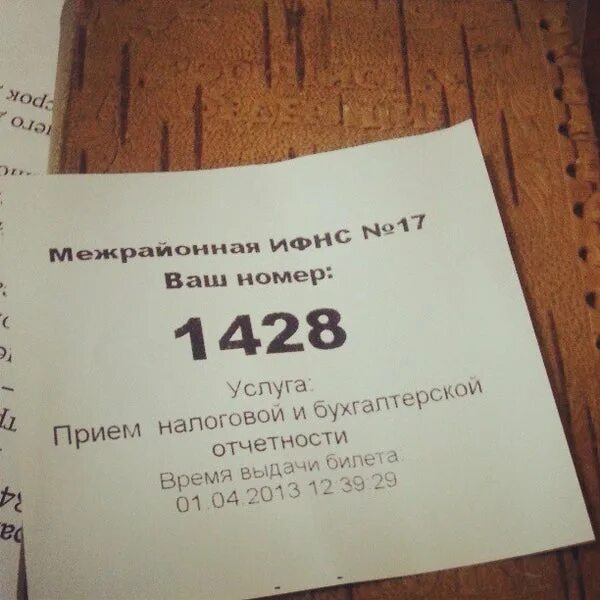 Межрайонная ИФНС №17
Ваш номер:
1428
Услуга:
Прием налоговой и бухгалтерской
отчетности
Время выдачи билета
01.04.2013 12:39:29